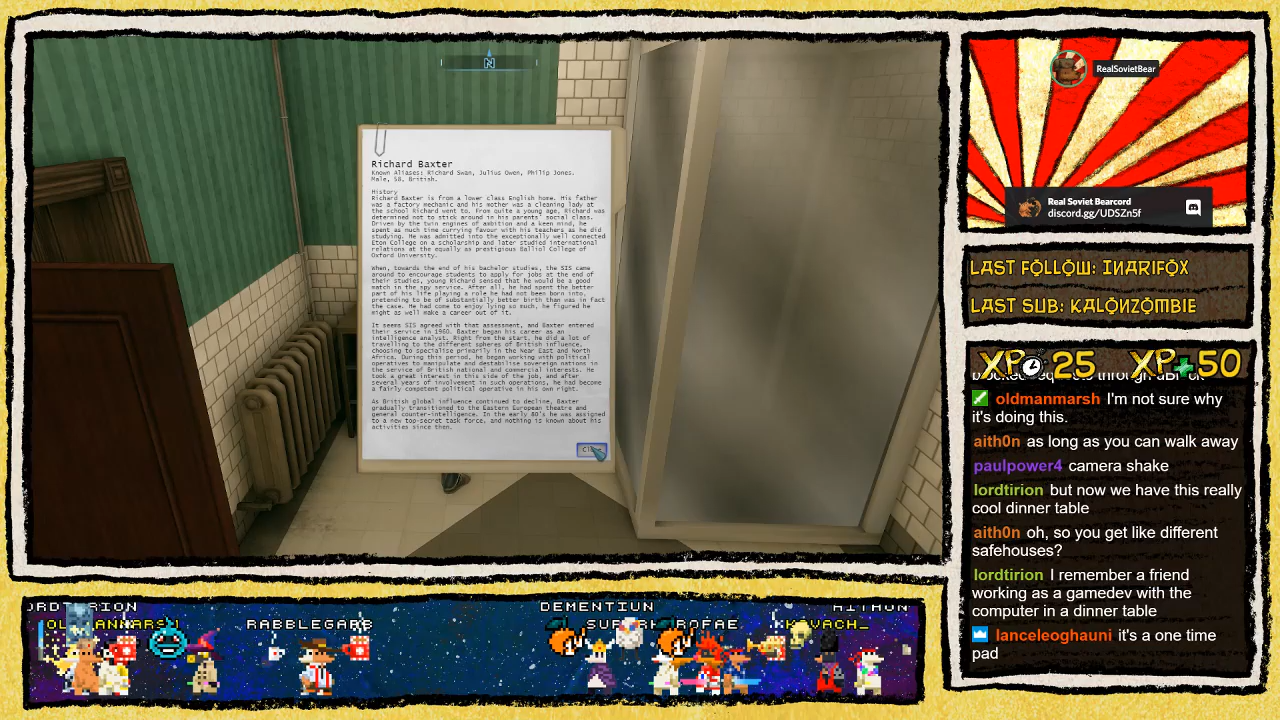 N
Richard Baxter
Known Aliases: Richard Swan, Julius Owen, Philip Jones.
Male, 58, British.
History
Richard Baxter is from a lower class English home. His father
was a factory mechanic and his mother was a cleaning lady at
the school Richard went to. From quite a young age, Richard was
determined not to stick around in his parents' social class.
Driven by the twin engines of ambition and a keen mind, he
spent as much time currying favour with his teachers as he did
studying. He was admitted into the exceptionally well connected
Eton College on a scholarship and later studied international
relations at the equally as prestigious Balliol College of
Oxford University.
When, towards the end of his bachelor studies, the SIS came
around to encourage students to apply for jobs at the end of
their studies, young Richard sensed that he would be a good
match in the spy service. After all, he had spent the better
part of his life playing a role he had not been born into,
pretending to be of substantially better birth than was in fact
the case. He had come to enjoy lying so much, he figured he
might as well make a career out of it.
It seems SIS agreed with that assessment, and Baxter entered
their service in 1960. Baxter began his career as an
intelligence analyst. Right from the start, he did a lot of
travelling to the different spheres of British influence,
choosing to specialise primarily in the Near East and North
Africa. During this period, he began working with political
operatives to manipulate and destabilise sovereign nations in
the service of British national and commercial interests. He
took a great interest in this side of the job, and after
several years of involvement in such operations, he had become
a fairly competent political operative in his own right.
As British global influence continued to decline, Baxter
gradually transitioned to the Eastern European theatre and
general counter-intelligence. In the early 80's he was assigned
to a new top-secret task force, and nothing is known about his
activities since then.
RealSovietBear
Real Soviet Bearcord
discord.gg/UDSZn5f
LAST FOLLOW: INARIFOX
LAST SUB: KALONZOMBIE
XP 25 XP+50
oldmanmarsh I'm not sure why
it's doing this.
aith0n as long as you can walk away
paulpower4 camera shake
lordtirion but now we have this really
cool dinner table
aith0n oh, so you get like different
safehouses?
lordtirion I remember a friend
working as a gamedev with the
computer in a dinner table
lanceleoghauni it's a one time
pad
RABBLEGARB
DEMENTIUN